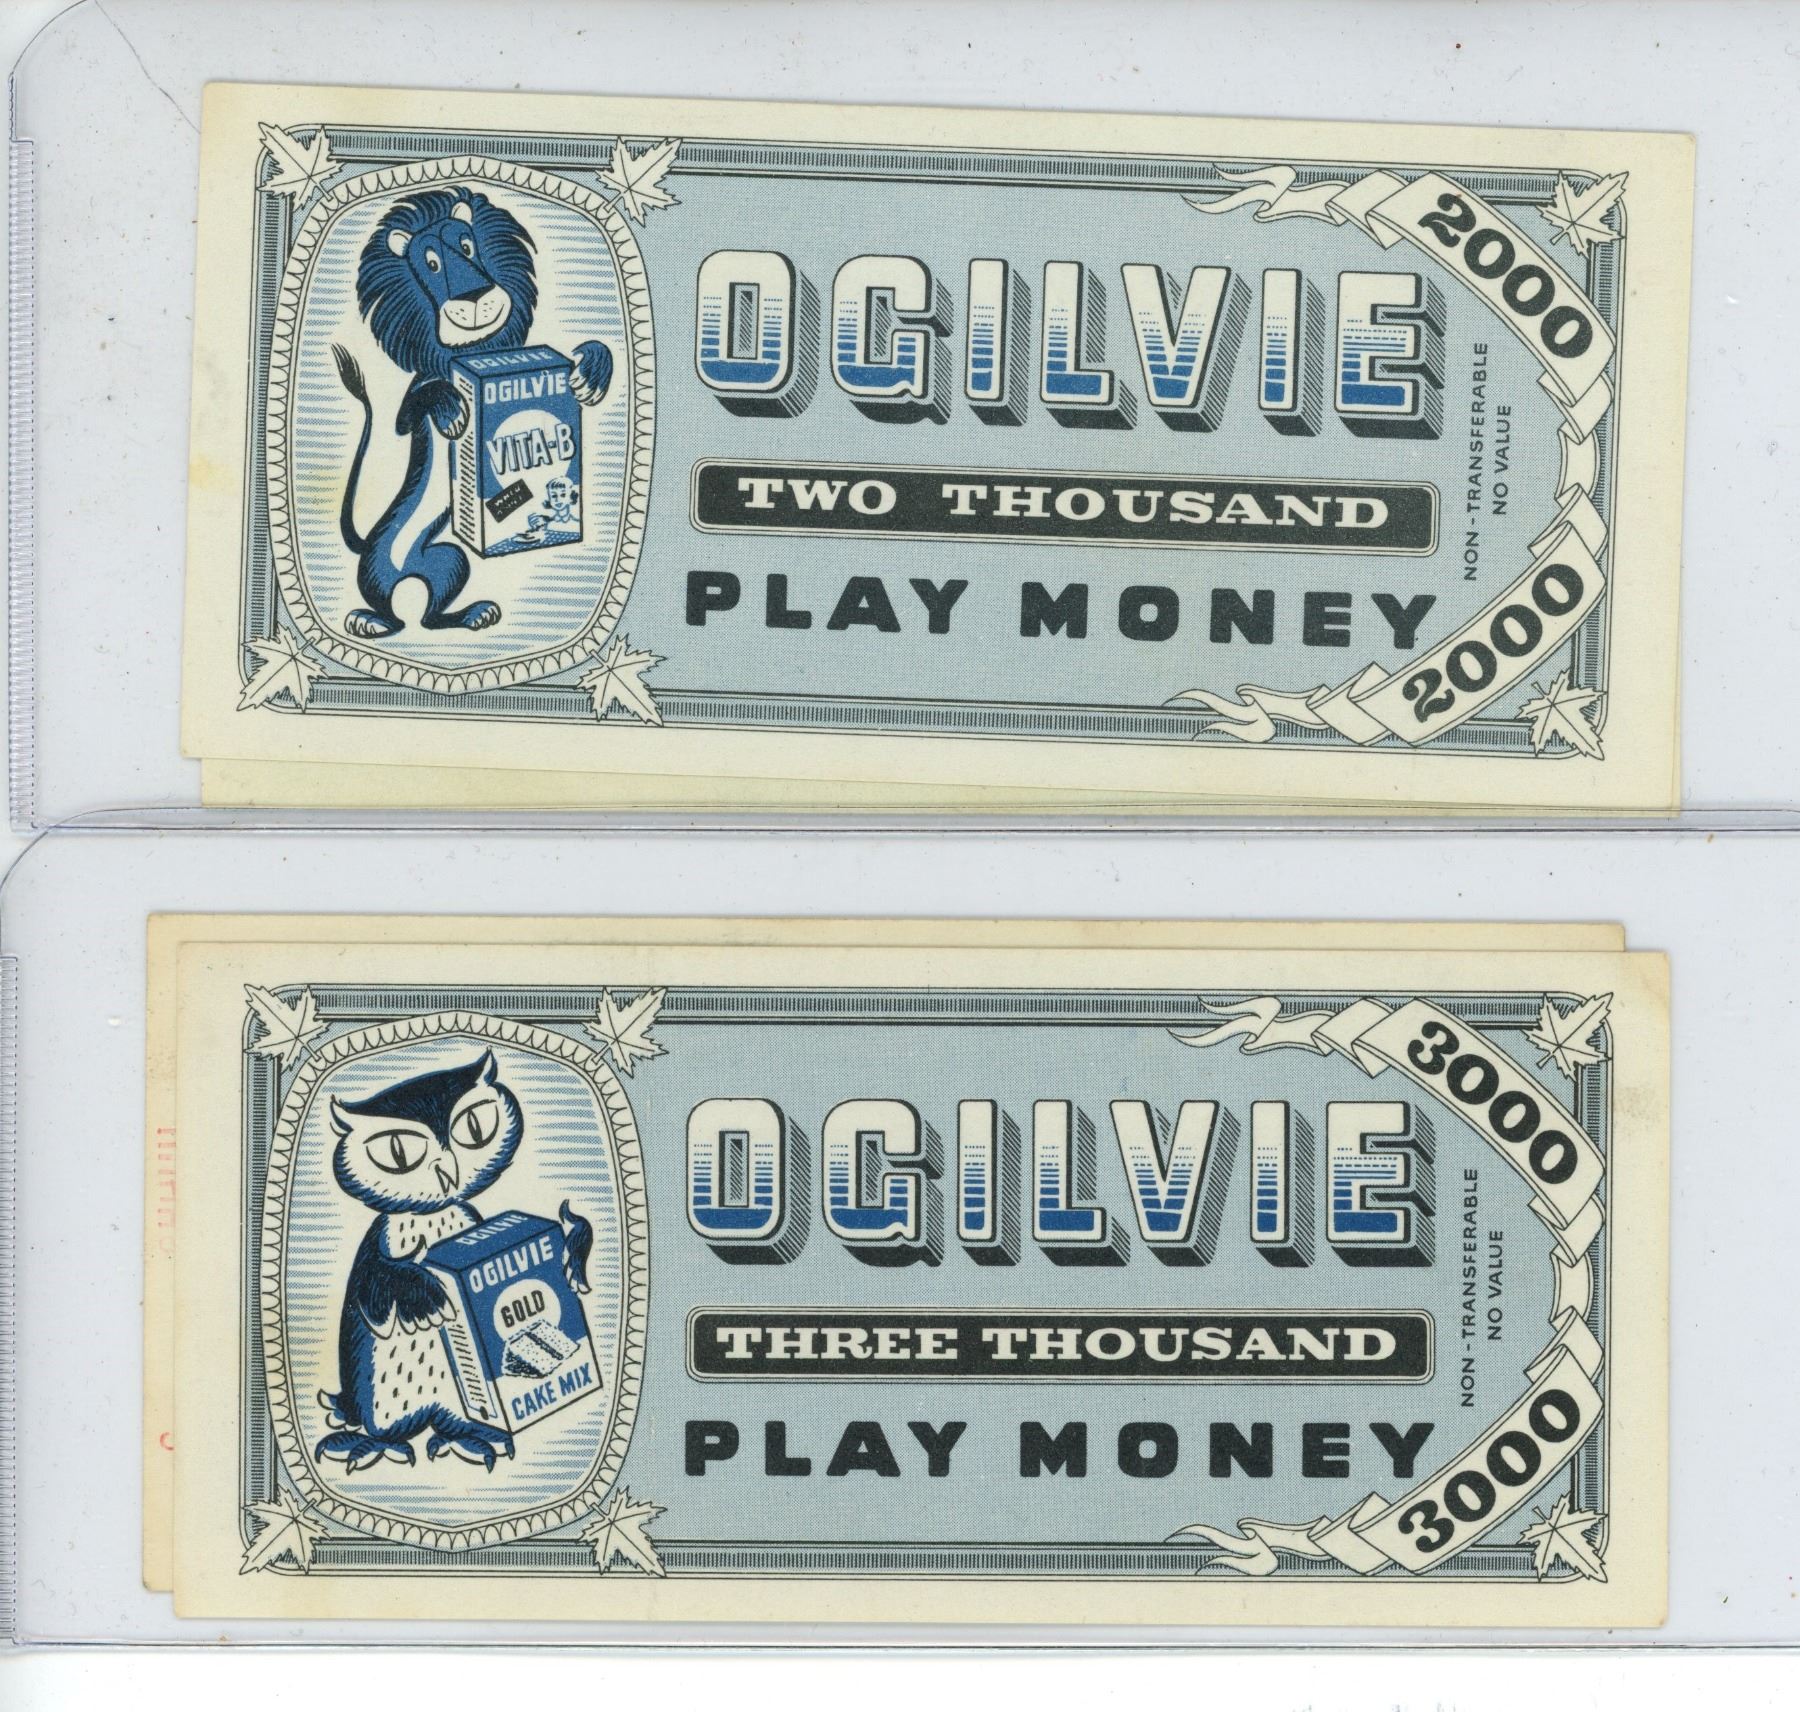 OGILVIE
OGILVIE
VITA-B
OGILVIE
TWO THOUSAND
PLAY MONEY
NON-TRANSFERABLE
NO VALUE
2000
2000
OGILVIE
OGILVIE
GOLD
CAKE MIX
OGILVIE
THREE THOUSAND
PLAY MONEY
NON-TRANSFERABLE
NO VALUE
3000
3000